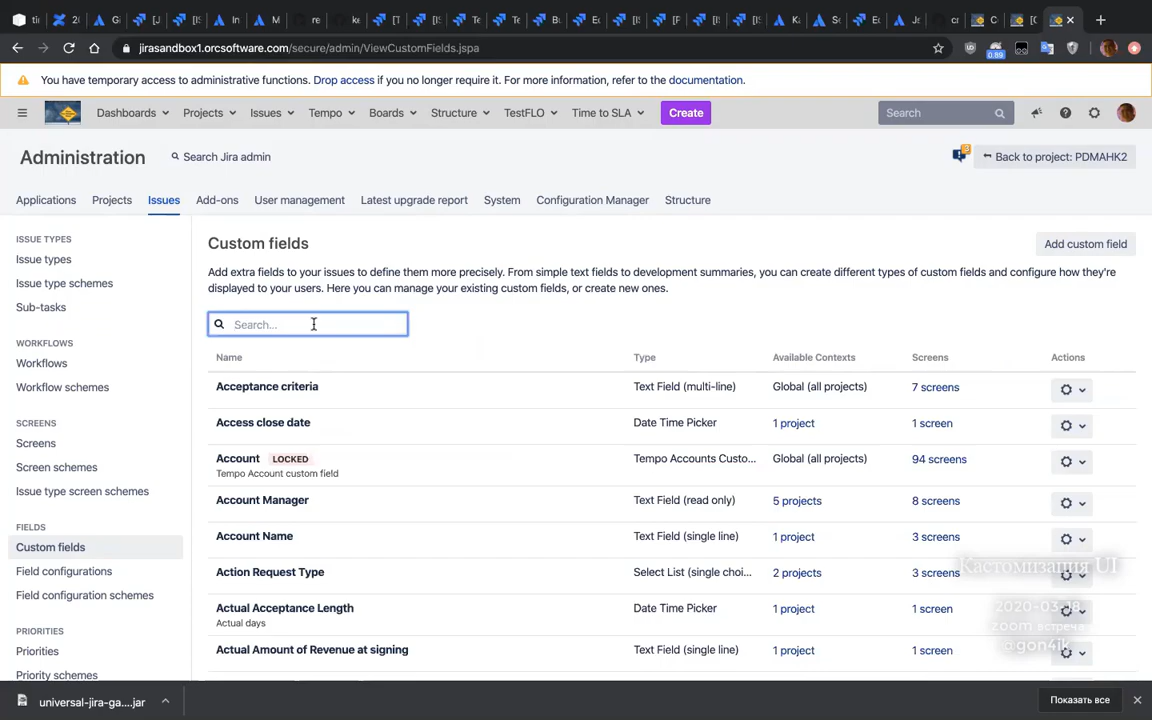 jirasandbox1.orcsoftware.com/secure/admin/ViewCustomFields.jspa
0.89
You have temporary access to administrative functions. Drop access if you no longer require it. For more information, refer to the documentation.
Dashboards Projects Issues Tempo Boards Structure TestFLO Time to SLA Create Search
Administration Search Jira admin Back to project: PDMAHK2
Applications Projects Issues Add-ons User management Latest upgrade report System Configuration Manager Structure
ISSUE TYPES
Issue types
Issue type schemes
Sub-tasks
WORKFLOWS
Workflows
Workflow schemes
SCREENS
Screens
Screen schemes
Issue type screen schemes
FIELDS
Custom fields
Field configurations
Field configuration schemes
PRIORITIES
Priorities
Priority schemes
Custom fields
Add custom field
Add extra fields to your issues to define them more precisely. From simple text fields to development summaries, you can create different types of custom fields and configure how they're
displayed to your users. Here you can manage your existing custom fields, or create new ones.
Search...
Name Type Available Contexts Screens Actions
Acceptance criteria Text Field (multi-line) Global (all projects) 7 screens
Access close date Date Time Picker 1 project 1 screen
Account LOCKED Tempo Accounts Custo... Global (all projects) 94 screens
Tempo Account custom field
Account Manager Text Field (read only) 5 projects 8 screens
Account Name Text Field (single line) 1 project 3 screens
Action Request Type Select List (single choi... 2 projects 3 screens
Actual Acceptance Length Date Time Picker 1 project 1 screen
Actual days
Actual Amount of Revenue at signing Text Field (single line) 1 project 1 screen
Кастомизация UI
2020-03-18
zoom встреча
@gon4ik
universal-jira-ga....jar
Показать все